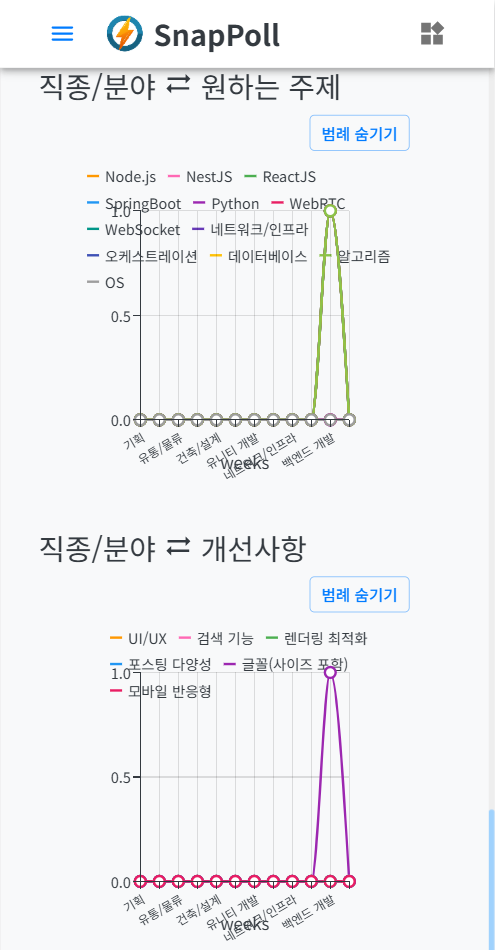 SnapPoll
직종/분야 ⇄ 원하는 주제
범례 숨기기
Node.js NestJS ReactJS
SpringBoot Python WebRTC
1.0
WebSocket 네트워크/인프라
오케스트레이션 데이터베이스 알고리즘
OS
0.5
0.0
기획 유통/물류 건축/설계 유니티 개발 네트워크/인프라 백엔드 개발
weeks
직종/분야 ⇄ 개선사항
범례 숨기기
UI/UX 검색 기능 렌더링 최적화
포스팅 다양성 글꼴(사이즈 포함)
1.0
모바일 반응형
0.5
0.0
기획 유통/물류 건축/설계 유니티 개발 네트워크/인프라 백엔드 개발
weeks